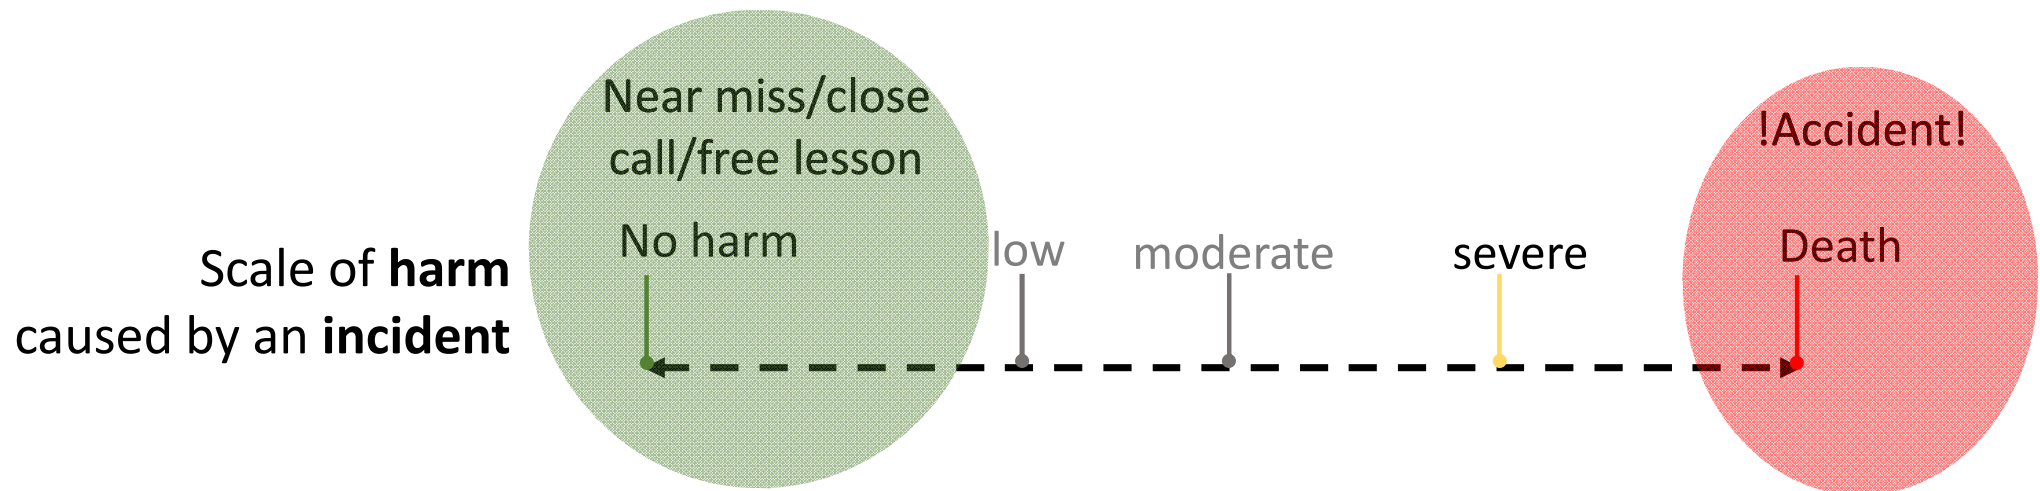 Near miss/close
call/free lesson
!Accident!
No harm
low
moderate
severe
Death
Scale of harm
caused by an incident